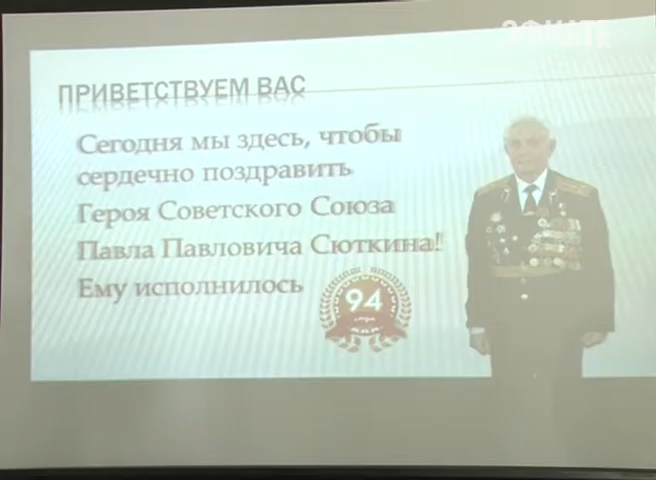 ПРИВЕТСТВУЕМ ВАС
Сегодня мы здесь, чтобы
сердечно поздравить
Героя Советского Союза
Павла Павловича Сюткина!!
Ему исполнилось
94